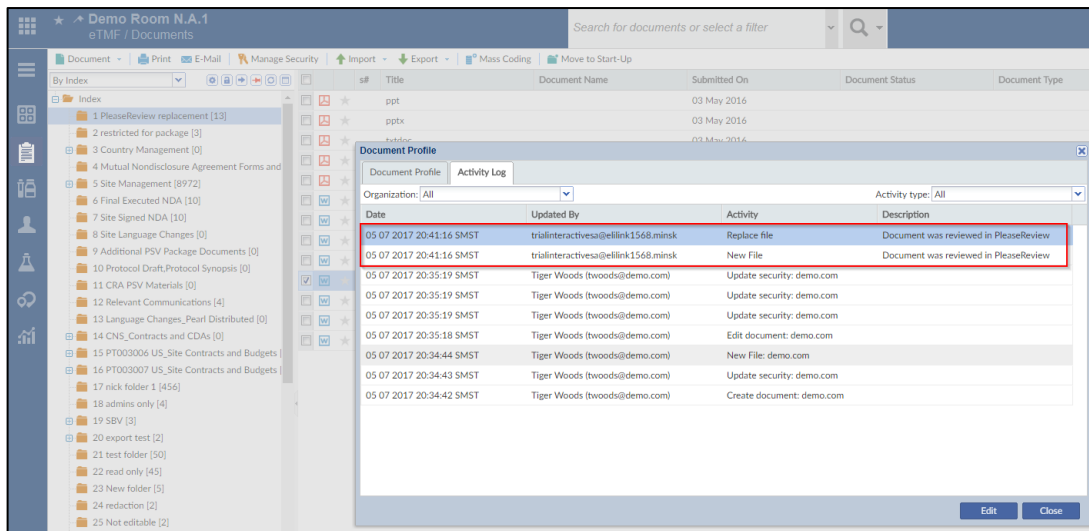 Demo Room N.A.1
eTMF / Documents
Search for documents or select a filter
Document
Print
E-Mail
Manage Security
Import
Export
Mass Coding
Move to Start-Up
By Index
s# Title Document Name Submitted On Document Status Document Type
Index
1 PleaseReview replacement [13]
2 restricted for package [3]
3 Country Management [0]
4 Mutual Nondisclosure Agreement Forms and
5 Site Management [8972]
6 Final Executed NDA [10]
7 Site Signed NDA [10]
8 Site Language Changes [0]
9 Additional PSV Package Documents [0]
10 Protocol Draft,Protocol Synopsis [0]
11 CRA PSV Materials [0]
12 Relevant Communications [4]
13 Language Changes_Pearl Distributed [0]
14 CNS_Contracts and CDAs [0]
15 PT003006 US_Site Contracts and Budgets [
16 PT003007 US_Site Contracts and Budgets [
17 nick folder 1 [456]
18 admins only [4]
19 SBV [3]
20 export test [2]
21 test folder [50]
22 read only [45]
23 New folder [5]
24 redaction [2]
25 Not editable [2]
ppt 03 May 2016
pptx 03 May 2016
txtdoc 03 May 2016
Document Profile
Document Profile Activity Log
Organization: All Activity type: All
Date Updated By Activity Description
05 07 2017 20:41:16 SMST trialinteractivesa@elilink1568.minsk Replace file Document was reviewed in PleaseReview
05 07 2017 20:41:16 SMST trialinteractivesa@elilink1568.minsk New File Document was reviewed in PleaseReview
05 07 2017 20:35:19 SMST Tiger Woods (twoods@demo.com) Update security: demo.com
05 07 2017 20:35:19 SMST Tiger Woods (twoods@demo.com) Update security: demo.com
05 07 2017 20:35:19 SMST Tiger Woods (twoods@demo.com) Update security: demo.com
05 07 2017 20:35:18 SMST Tiger Woods (twoods@demo.com) Edit document: demo.com
05 07 2017 20:34:44 SMST Tiger Woods (twoods@demo.com) New File: demo.com
05 07 2017 20:34:43 SMST Tiger Woods (twoods@demo.com) Update security: demo.com
05 07 2017 20:34:42 SMST Tiger Woods (twoods@demo.com) Create document: demo.com
Edit Close